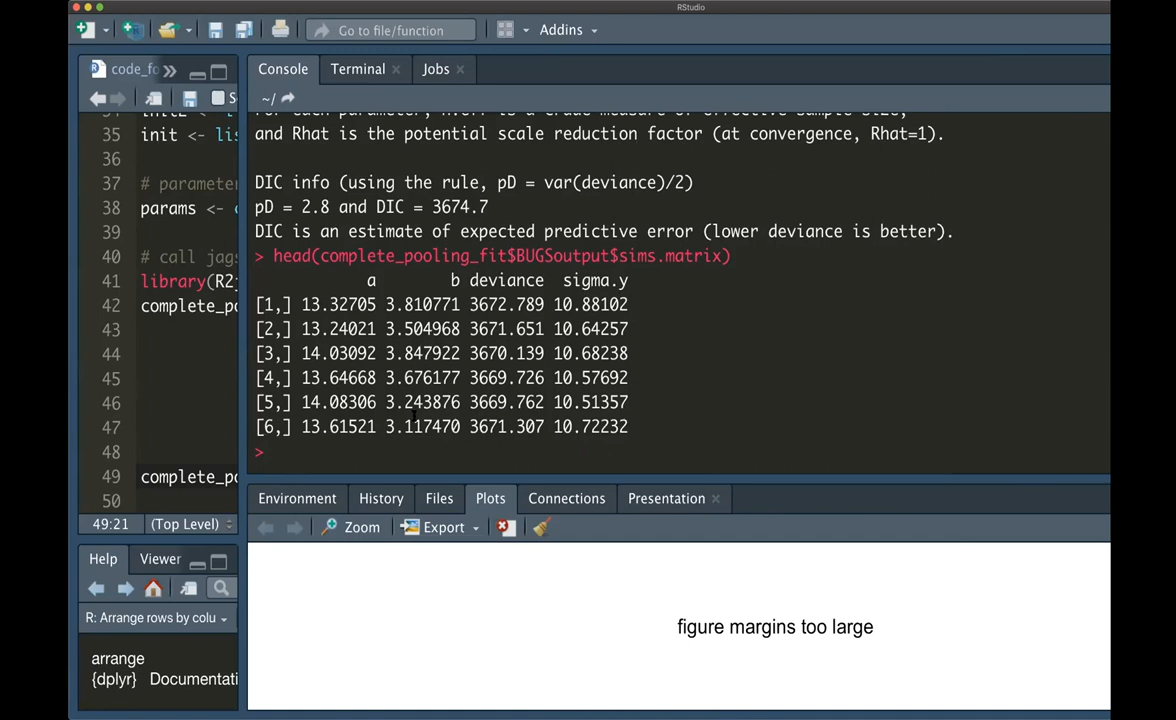 RStudio
Go to file/function
Addins
code_fo
Console
Terminal
Jobs
~/
and Rhat is the potential scale reduction factor (at convergence, Rhat=1).
DIC info (using the rule, pD = var(deviance)/2)
pD = 2.8 and DIC = 3674.7
DIC is an estimate of expected predictive error (lower deviance is better).
> head(complete_pooling_fit$BUGSoutput$sims.matrix)
a b deviance sigma.y
[1,] 13.32705 3.810771 3672.789 10.88102
[2,] 13.24021 3.504968 3671.651 10.64257
[3,] 14.03092 3.847922 3670.139 10.68238
[4,] 13.64668 3.676177 3669.726 10.57692
[5,] 14.08306 3.243876 3669.762 10.51357
[6,] 13.61521 3.117470 3671.307 10.72232
>
35 init <- lis
36
37 # parameter
38 params <- c
39
40 # call jags
41 library(R2j
42 complete_po
43
44
45
46
47
48
49 complete_po
50
49:21 (Top Level)
Environment
History
Files
Plots
Connections
Presentation
Zoom
Export
figure margins too large
Help
Viewer
R: Arrange rows by colu
arrange
{dplyr} Documentati